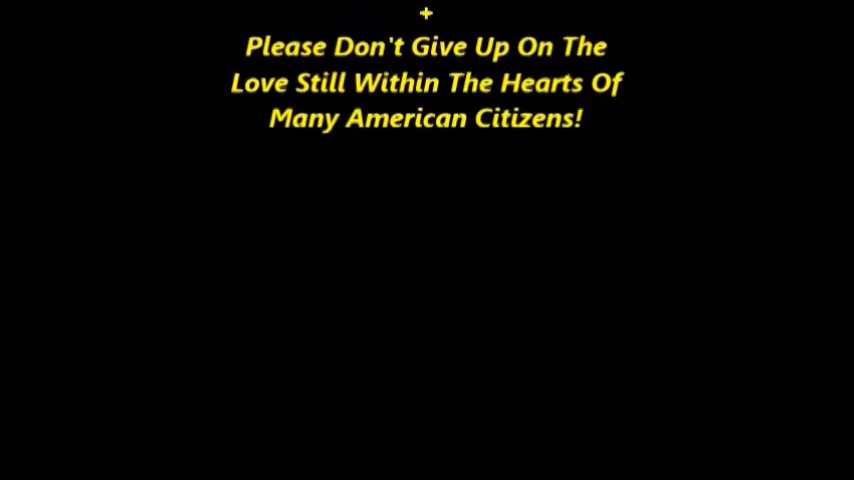 +
Please Don't Give Up On The
Love Still Within The Hearts Of
Many American Citizens!